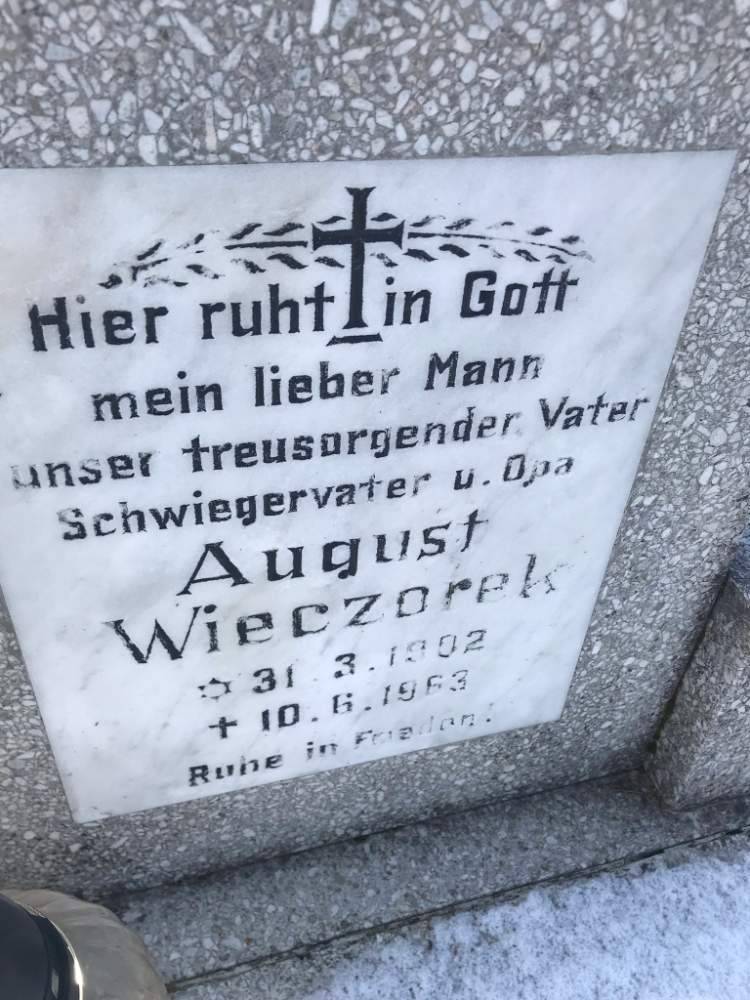 Hier ruht in Gott
mein lieber Mann
unser treusorgender Vater
Schwiegervater u. Opa
August
Wieczorek
☆ 31.3.1902
✝ 10.6.1963
Ruhe in Frieden!